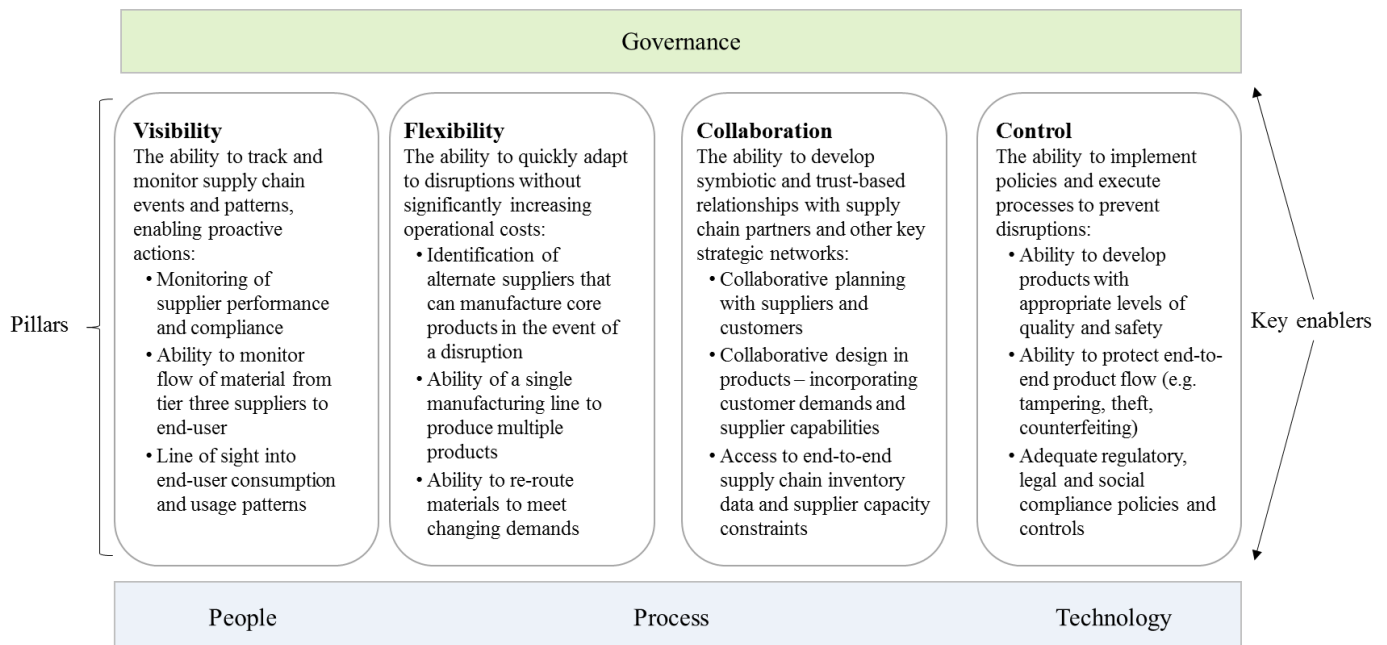 Governance
Pillars
Visibility
The ability to track and
monitor supply chain
events and patterns,
enabling proactive
actions:
• Monitoring of
supplier performance
and compliance
• Ability to monitor
flow of material from
tier three suppliers to
end-user
• Line of sight into
end-user consumption
and usage patterns
Flexibility
The ability to quickly adapt
to disruptions without
significantly increasing
operational costs:
• Identification of
alternate suppliers that
can manufacture core
products in the event of
a disruption
• Ability of a single
manufacturing line to
produce multiple
products
• Ability to re-route
materials to meet
changing demands
Collaboration
The ability to develop
symbiotic and trust-based
relationships with supply
chain partners and other key
strategic networks:
• Collaborative planning
with suppliers and
customers
• Collaborative design in
products – incorporating
customer demands and
supplier capabilities
• Access to end-to-end
supply chain inventory
data and supplier capacity
constraints
Control
The ability to implement
policies and execute
processes to prevent
disruptions:
• Ability to develop
products with
appropriate levels of
quality and safety
• Ability to protect end-to-
end product flow (e.g.
tampering, theft,
counterfeiting)
• Adequate regulatory,
legal and social
compliance policies and
controls
Key enablers
People
Process
Technology